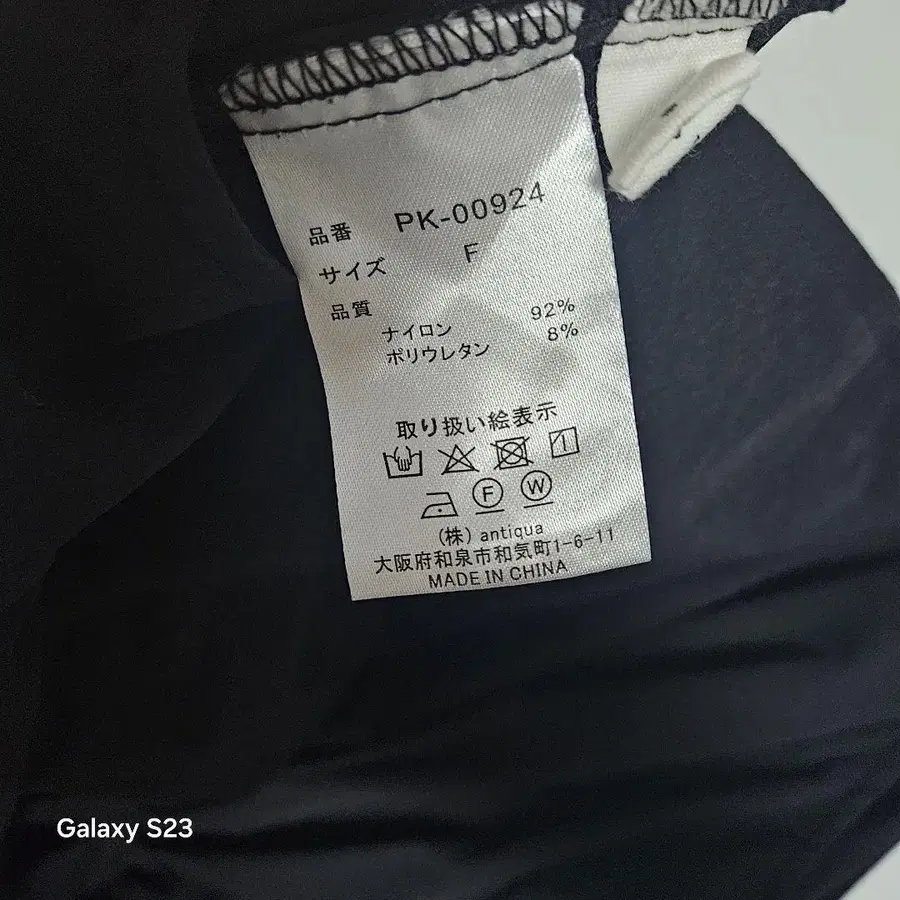 品番 PK-00924
サイズ F
品質
ナイロン 92%
ポリウレタン 8%
取り扱い絵表示
F W
(株) antiqua
大阪府和泉市和気町1-6-11
MADE IN CHINA
Galaxy S23